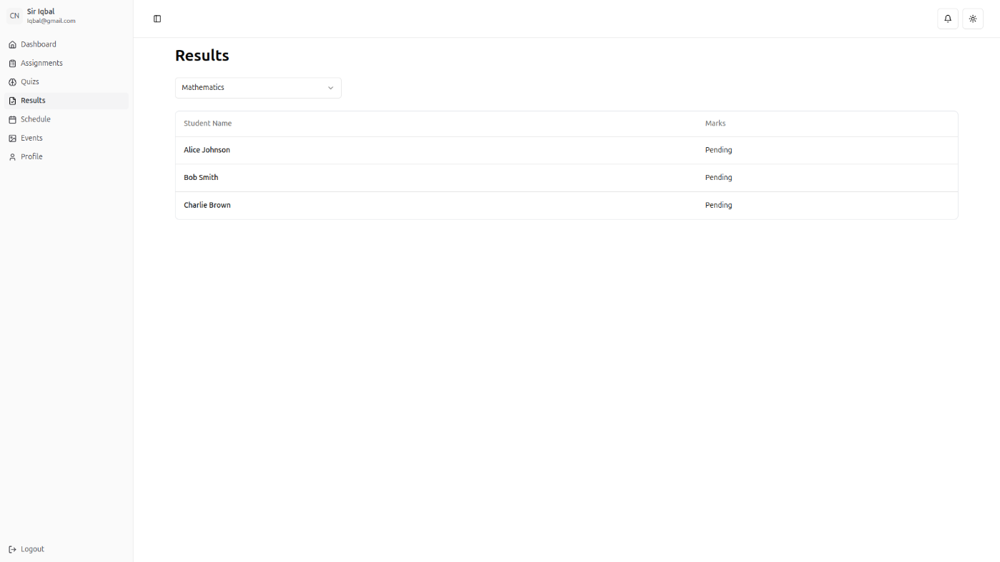 CN
Sir Iqbal
Iqbal@gmail.com
Dashboard
Assignments
Quizs
Results
Schedule
Events
Profile
Logout
Results
Mathematics
Student Name Marks
Alice Johnson Pending
Bob Smith Pending
Charlie Brown Pending